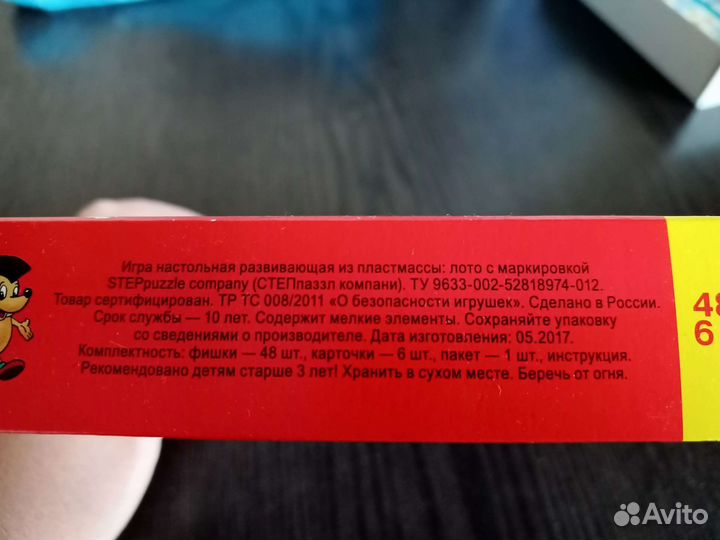 Игра настольная развивающая из пластмассы: лото с маркировкой
STEPpuzzle company (СТЕПпаззл компани). ТУ 9633-002-52818974-012.
Товар сертифицирован. ТР ТС 008/2011 «О безопасности игрушек». Сделано в России.
Срок службы — 10 лет. Содержит мелкие элементы. Сохраняйте упаковку
со сведениями о производителе. Дата изготовления: 05.2017.
Комплектность: фишки — 48 шт., карточки — 6 шт., пакет — 1 шт., инструкция.
Рекомендовано детям старше 3 лет! Хранить в сухом месте. Беречь от огня.
48
6
Avito